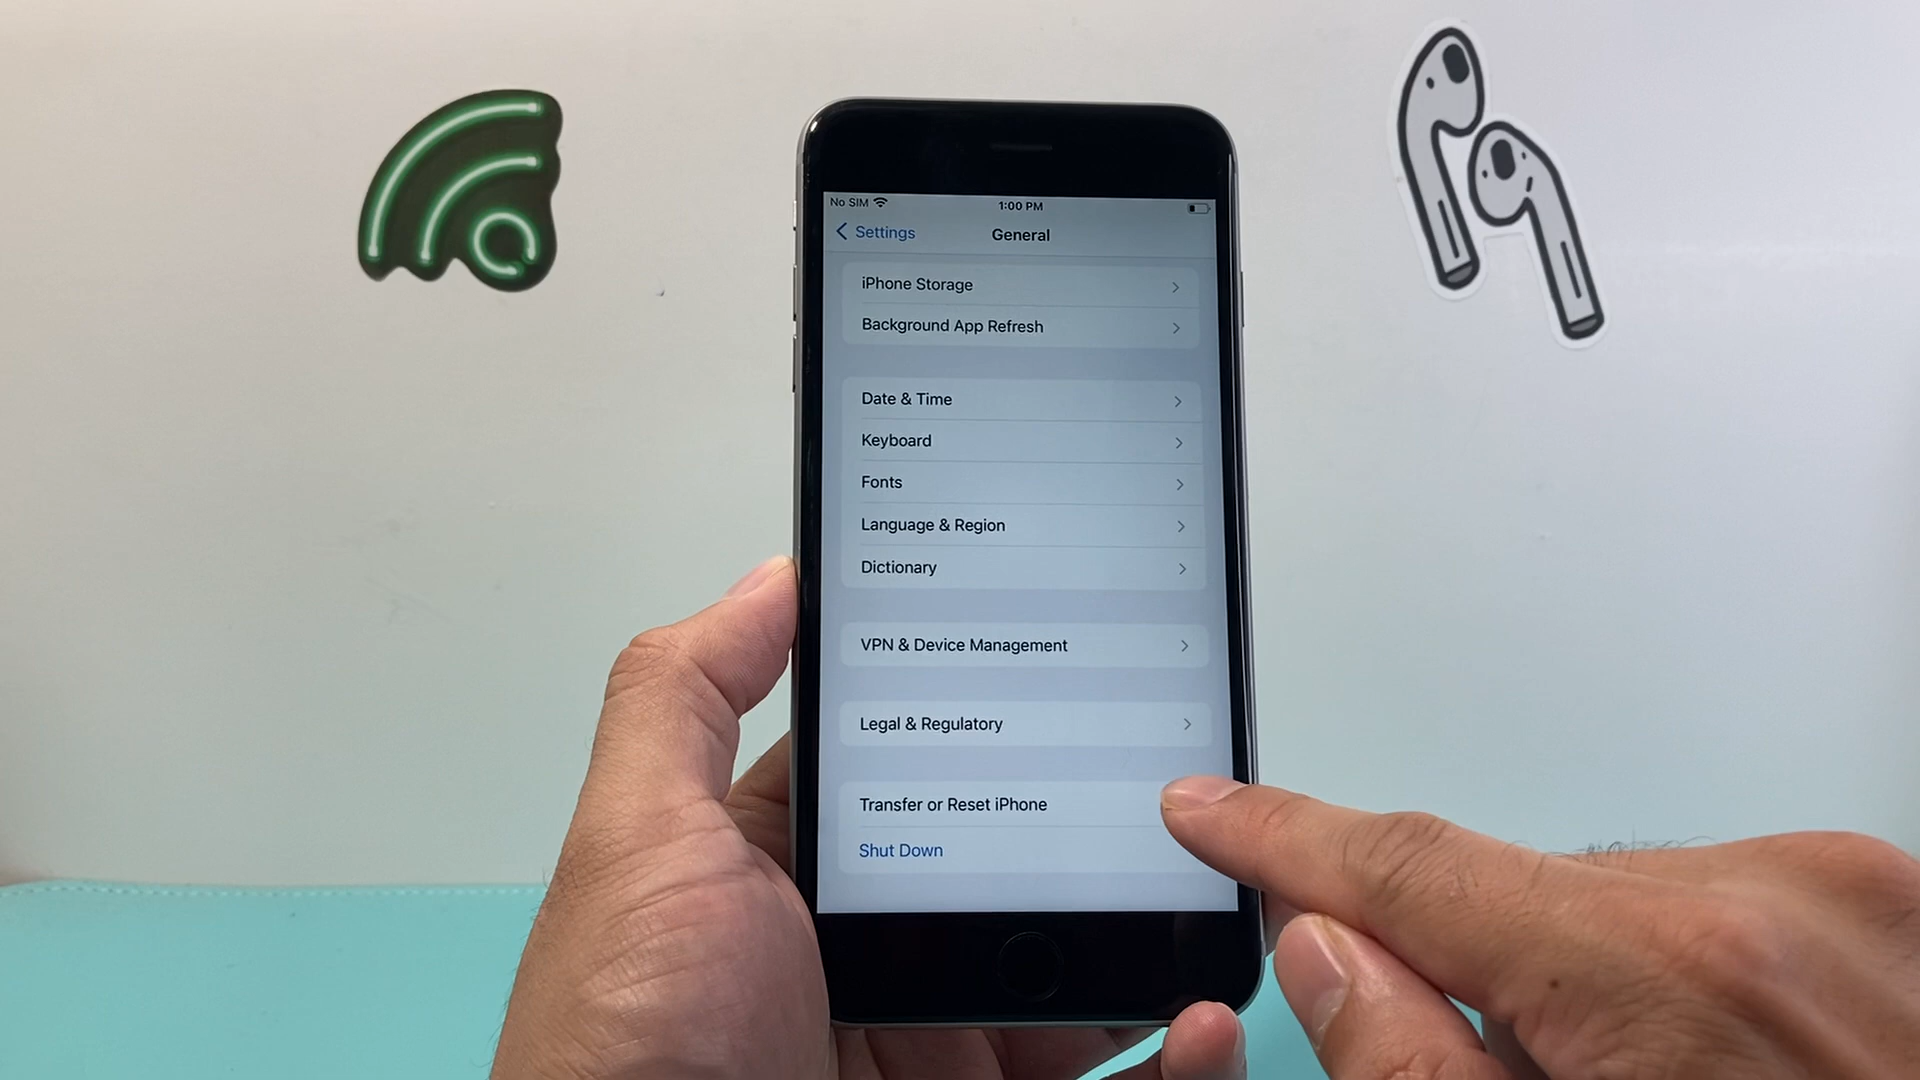 No SIM
1:00 PM
Settings
General
iPhone Storage
Background App Refresh
Date & Time
Keyboard
Fonts
Language & Region
Dictionary
VPN & Device Management
Legal & Regulatory
Transfer or Reset iPhone
Shut Down